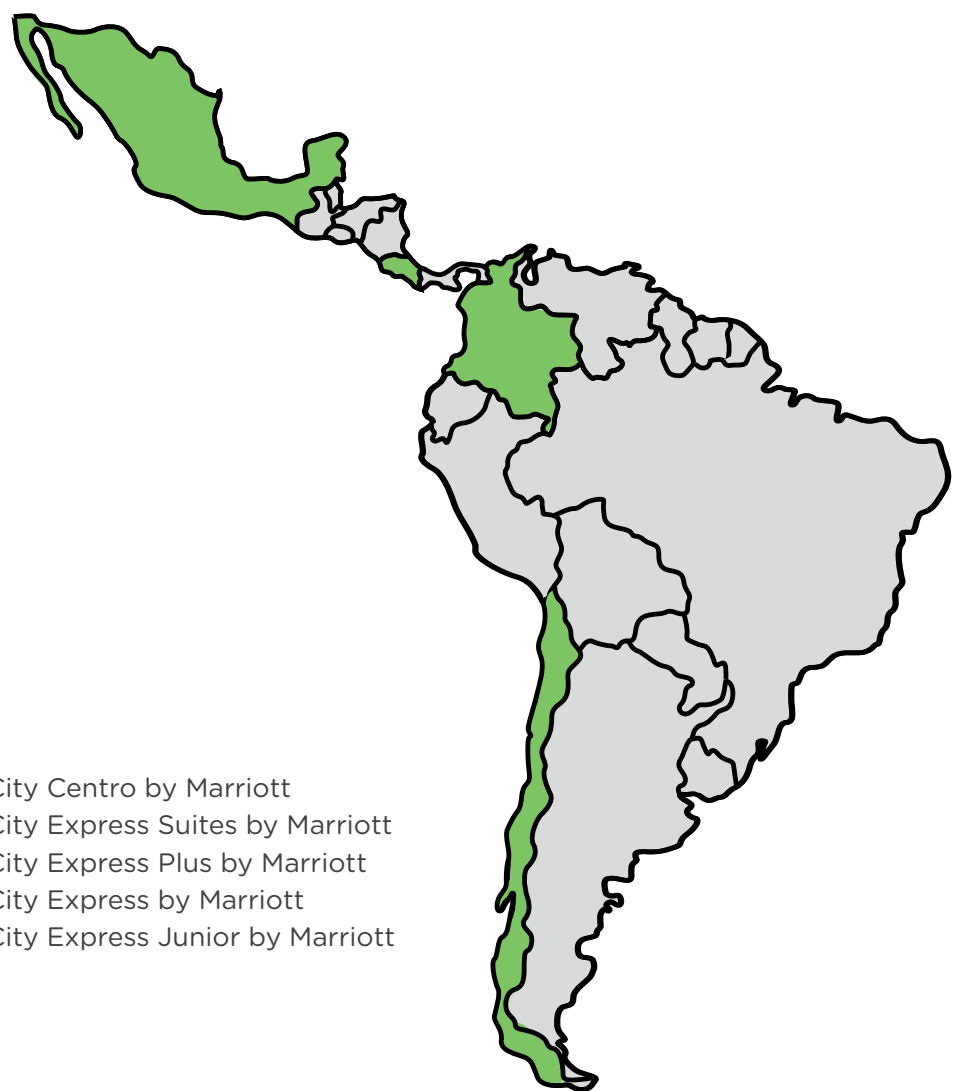 City Centro by Marriott
City Express Suites by Marriott
City Express Plus by Marriott
City Express by Marriott
City Express Junior by Marriott